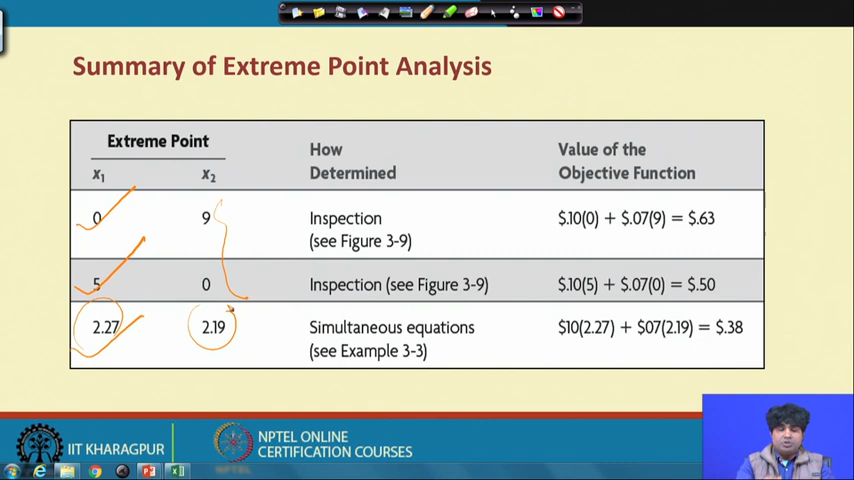 Summary of Extreme Point Analysis
Extreme Point
How Determined
Value of the Objective Function
x1 x2
0 9 Inspection (see Figure 3-9) $.10(0) + $.07(9) = $.63
5 0 Inspection (see Figure 3-9) $.10(5) + $.07(0) = $.50
2.27 2.19 Simultaneous equations (see Example 3-3) $10(2.27) + $07(2.19) = $.38
IIT KHARAGPUR
NPTEL ONLINE
CERTIFICATION COURSES
NPTEL